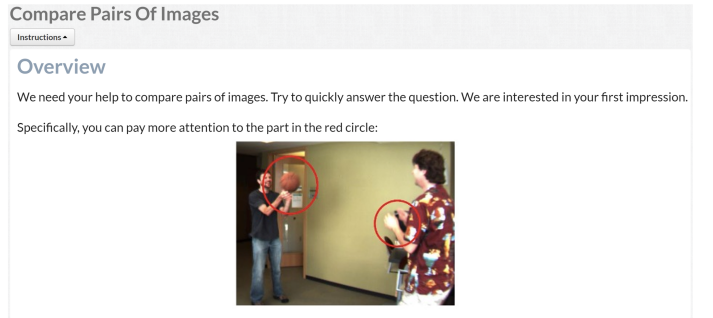 Compare Pairs Of Images
Instructions
Overview
We need your help to compare pairs of images. Try to quickly answer the question. We are interested in your first impression.
Specifically, you can pay more attention to the part in the red circle: